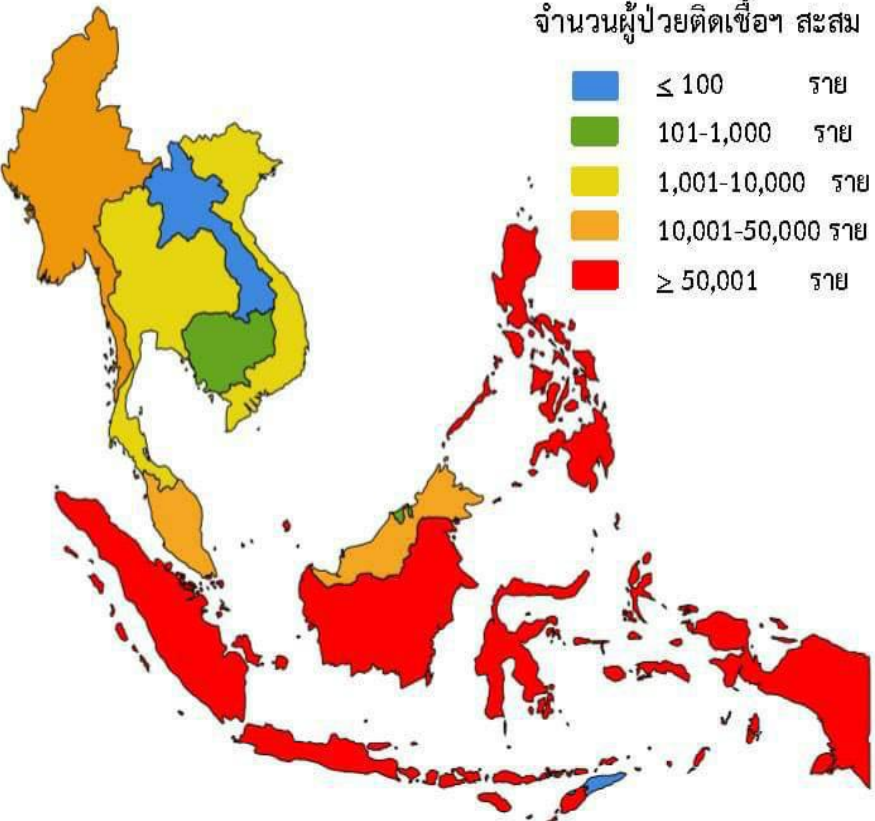 จำนวนผู้ป่วยติดเชื้อฯ สะสม
≤ 100 ราย
101-1,000 ราย
1,001-10,000 ราย
10,001-50,000 ราย
≥ 50,001 ราย